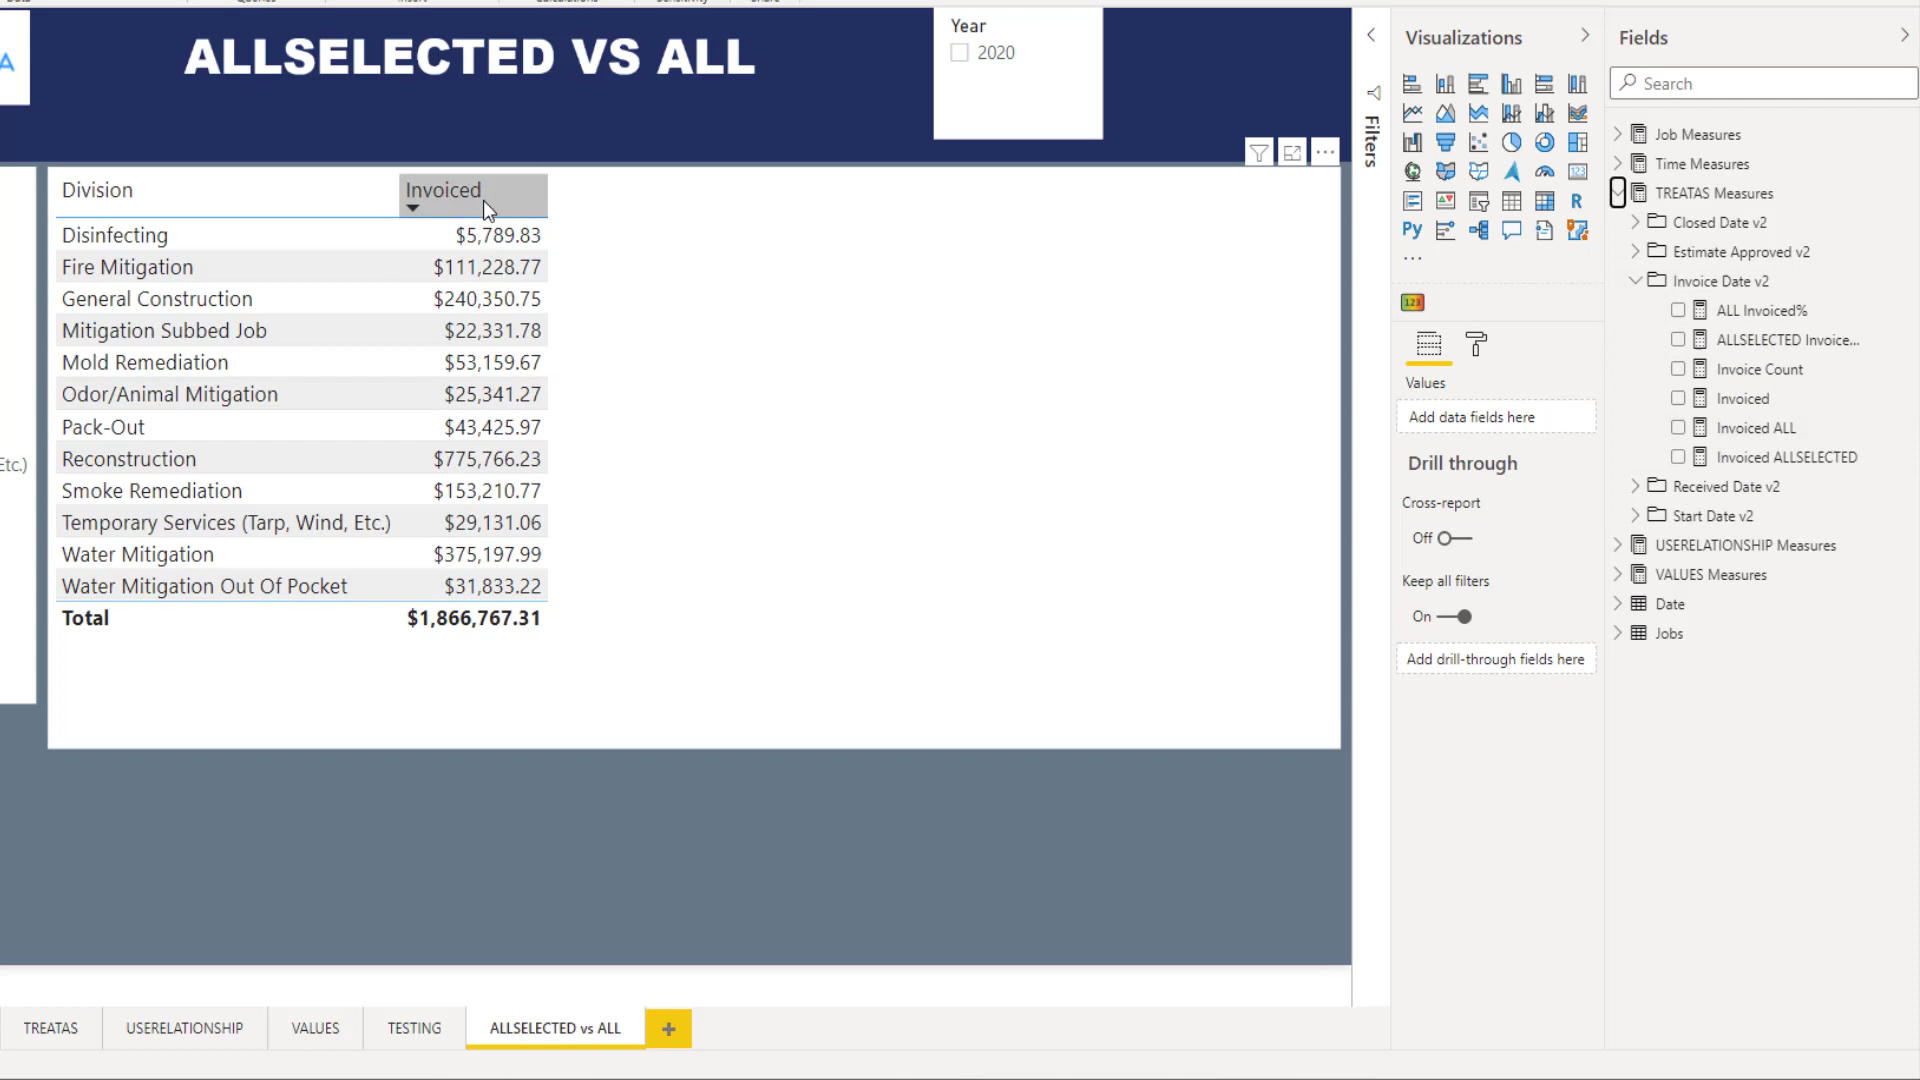 ALLSELECTED VS ALL
Year
2020
Division Invoiced
Disinfecting $5,789.83
Fire Mitigation $111,228.77
General Construction $240,350.75
Mitigation Subbed Job $22,331.78
Mold Remediation $53,159.67
Odor/Animal Mitigation $25,341.27
Pack-Out $43,425.97
Reconstruction $775,766.23
Smoke Remediation $153,210.77
Temporary Services (Tarp, Wind, Etc.) $29,131.06
Water Mitigation $375,197.99
Water Mitigation Out Of Pocket $31,833.22
Total $1,866,767.31
Etc.)
A
Filters
Visualizations
123
R
Py
...
123
Values
Add data fields here
Drill through
Cross-report
Off
Keep all filters
On
Add drill-through fields here
Fields
Search
Job Measures
Time Measures
TREATAS Measures
Closed Date v2
Estimate Approved v2
Invoice Date v2
ALL Invoiced%
ALLSELECTED Invoice...
Invoice Count
Invoiced
Invoiced ALL
Invoiced ALLSELECTED
Received Date v2
Start Date v2
USERELATIONSHIP Measures
VALUES Measures
Date
Jobs
TREATAS
USERELATIONSHIP
VALUES
TESTING
ALLSELECTED vs ALL
+